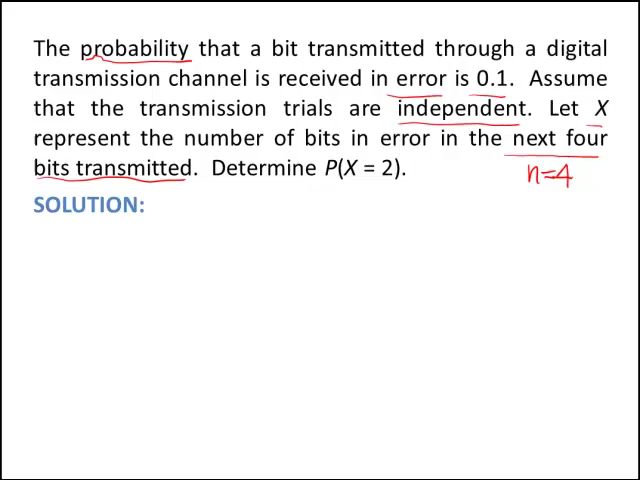 The probability that a bit transmitted through a digital
transmission channel is received in error is 0.1. Assume
that the transmission trials are independent. Let X
represent the number of bits in error in the next four
bits transmitted. Determine P(X = 2).
n=4
SOLUTION: